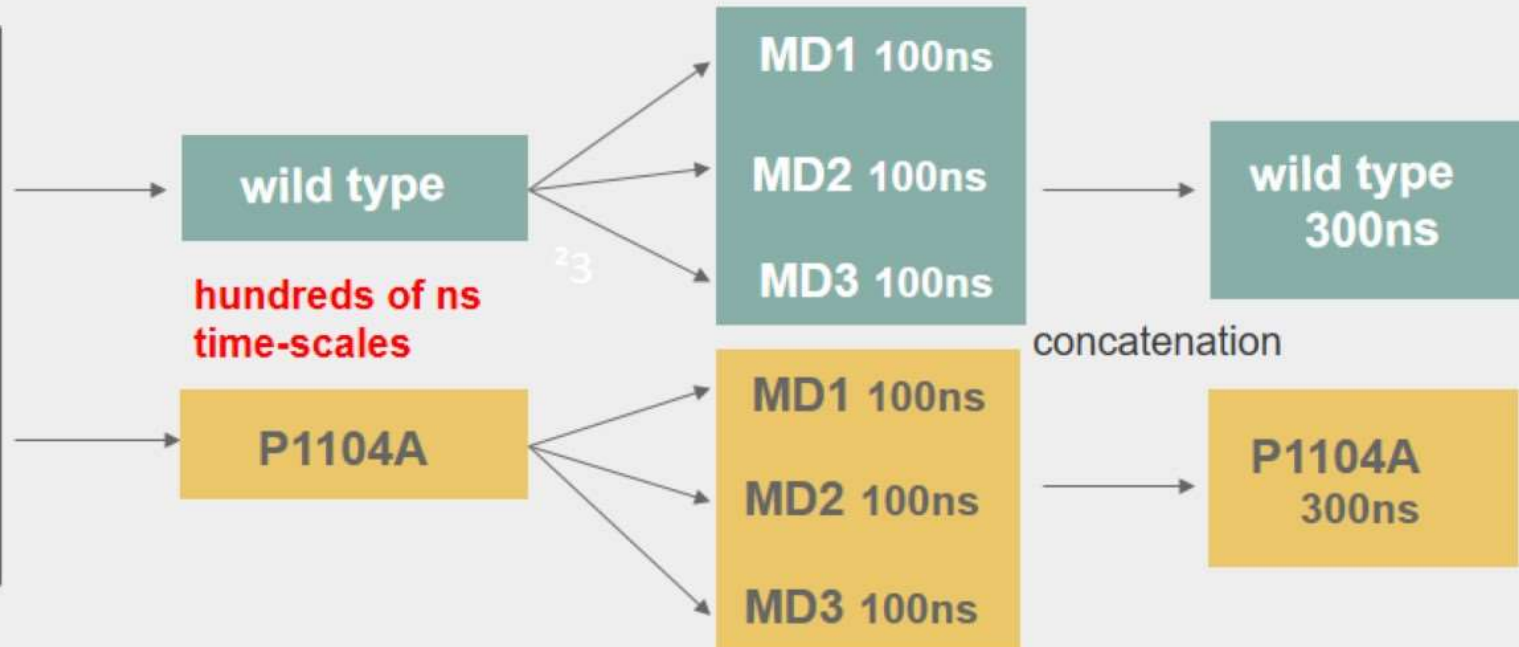 wild type
²3
hundreds of ns
time-scales
P1104A
MD1 100ns
MD2 100ns
MD3 100ns
MD1 100ns
MD2 100ns
MD3 100ns
concatenation
wild type
300ns
P1104A
300ns